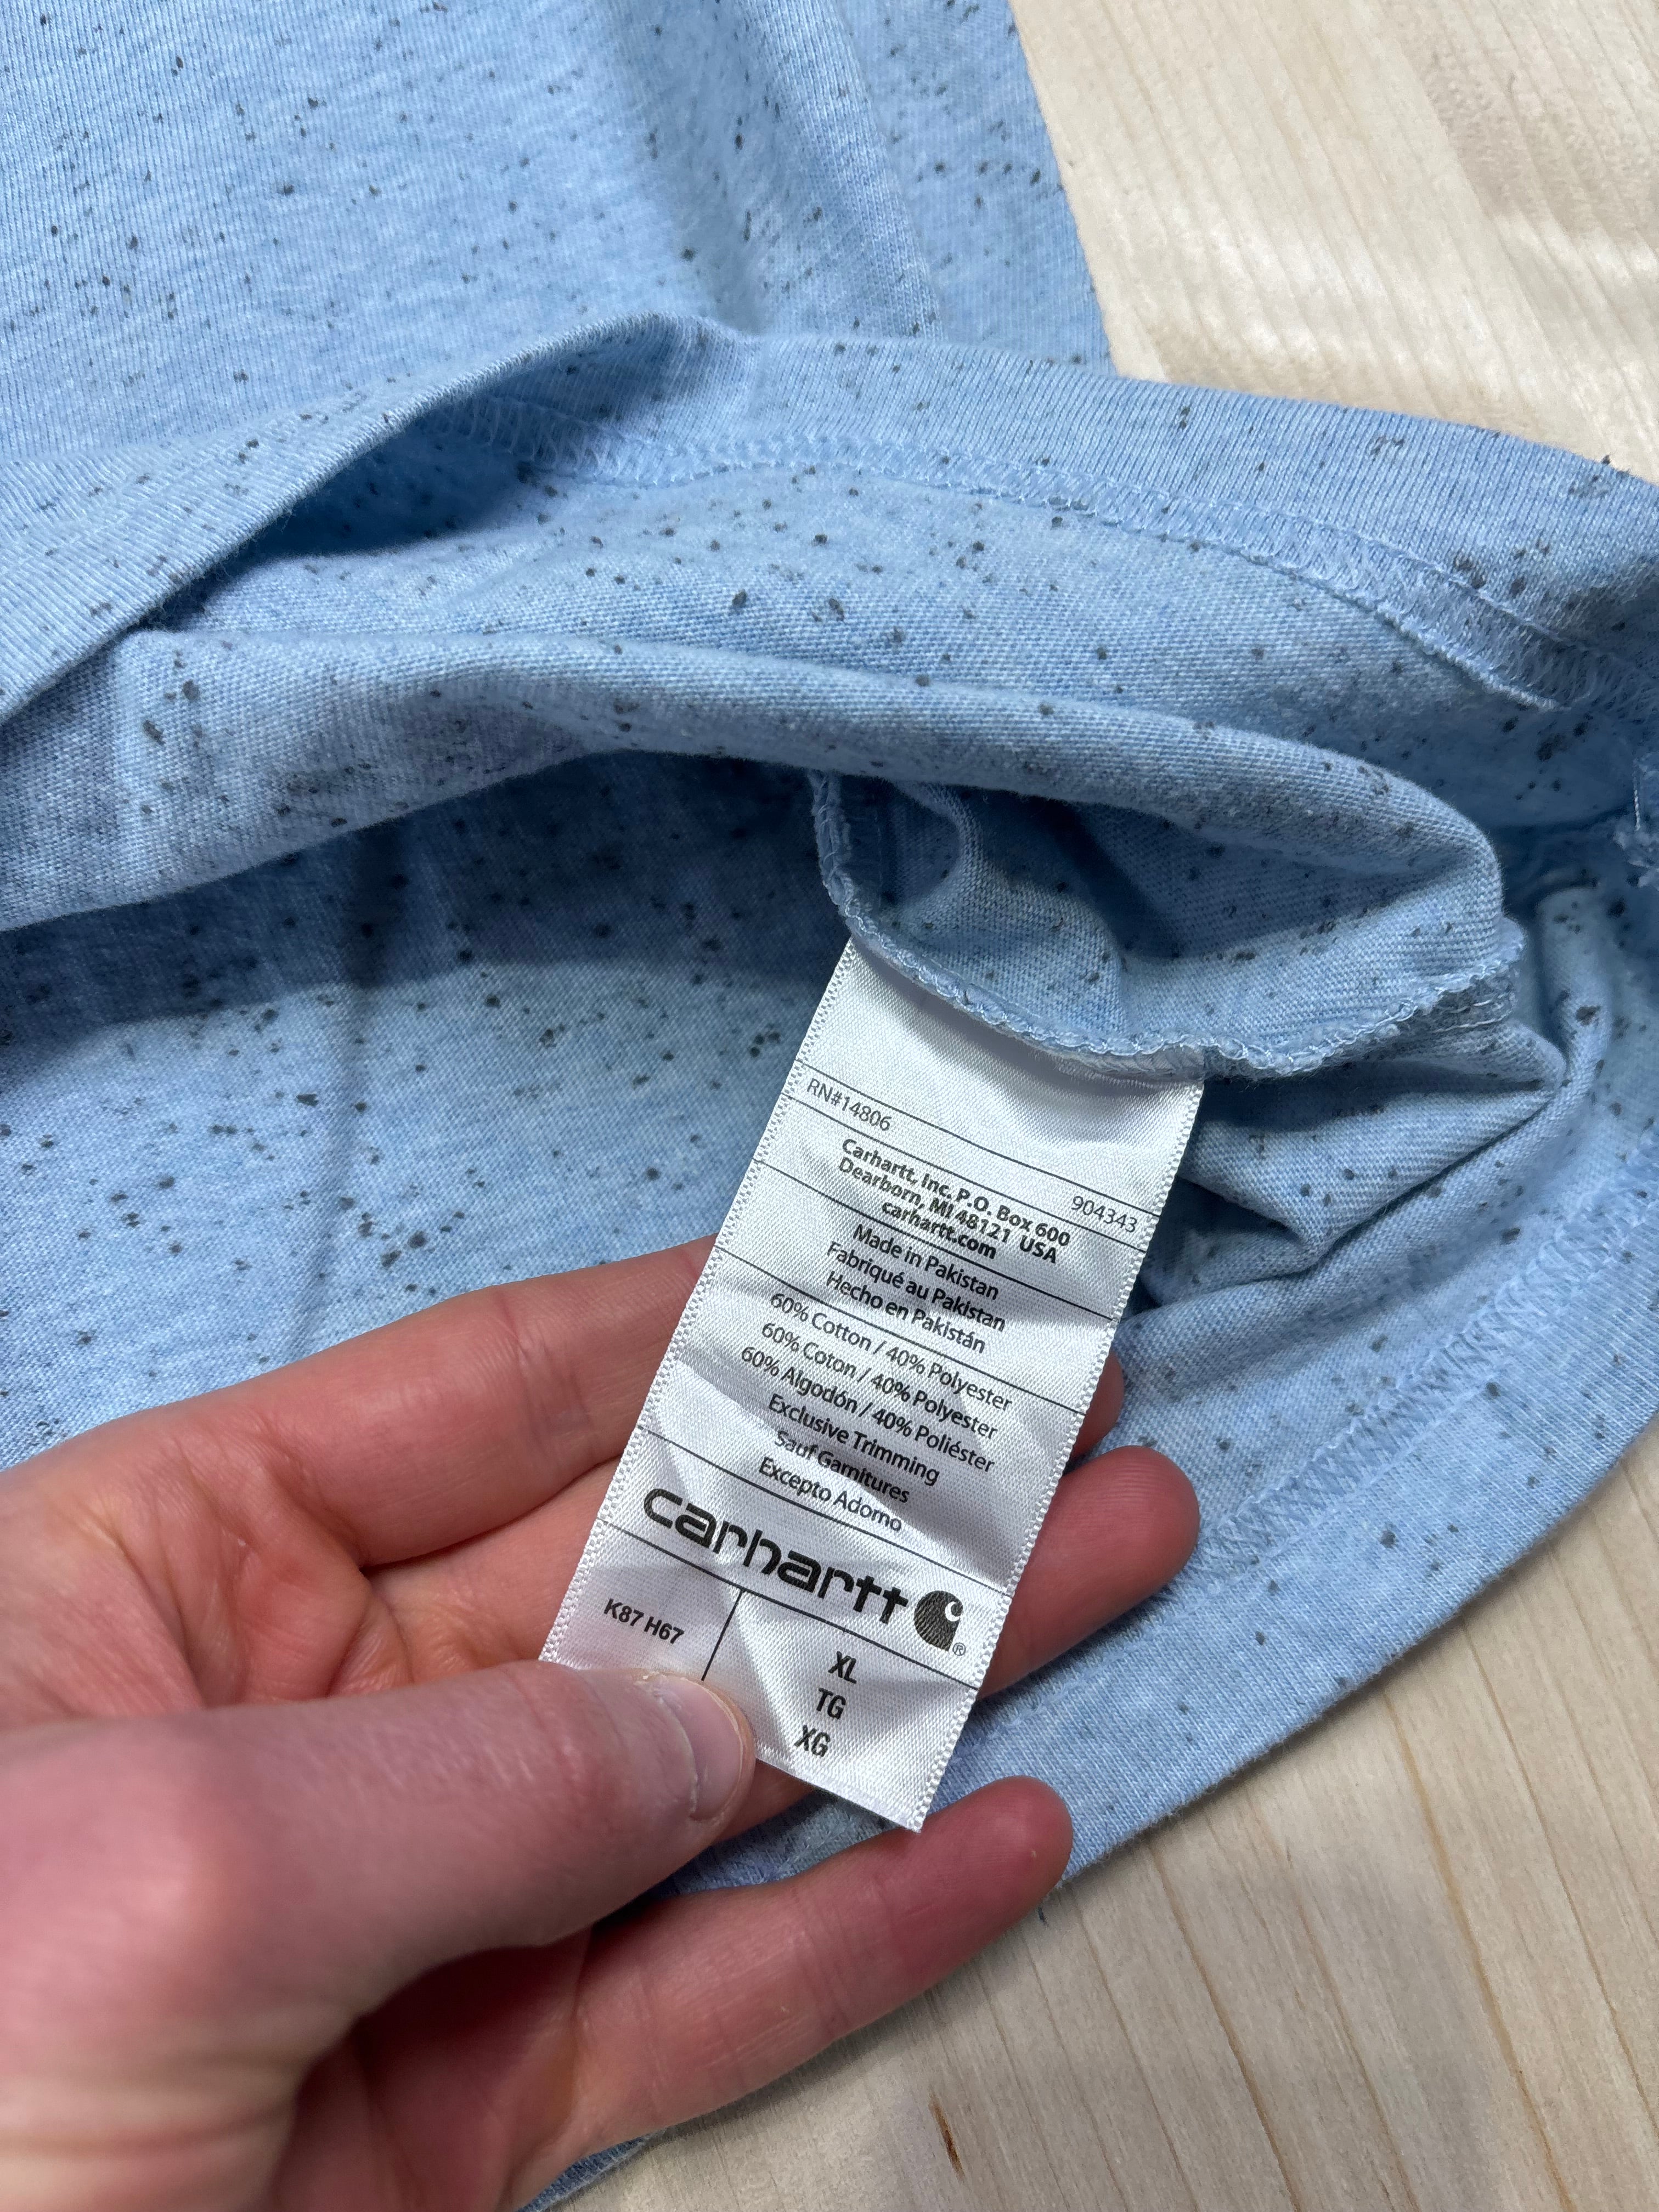 RN#14806
904343
Carhartt, Inc. P.O. Box 600
Dearborn, MI 48121 USA
carhartt.com
Made in Pakistan
Fabriqué au Pakistan
Hecho en Pakistán
60% Cotton / 40% Polyester
60% Coton / 40% Polyester
60% Algodón / 40% Poliéster
Exclusive Trimming
Sauf Garnitures
Excepto Adorno
carhartt ®
K87 H67
XL
TG
XG